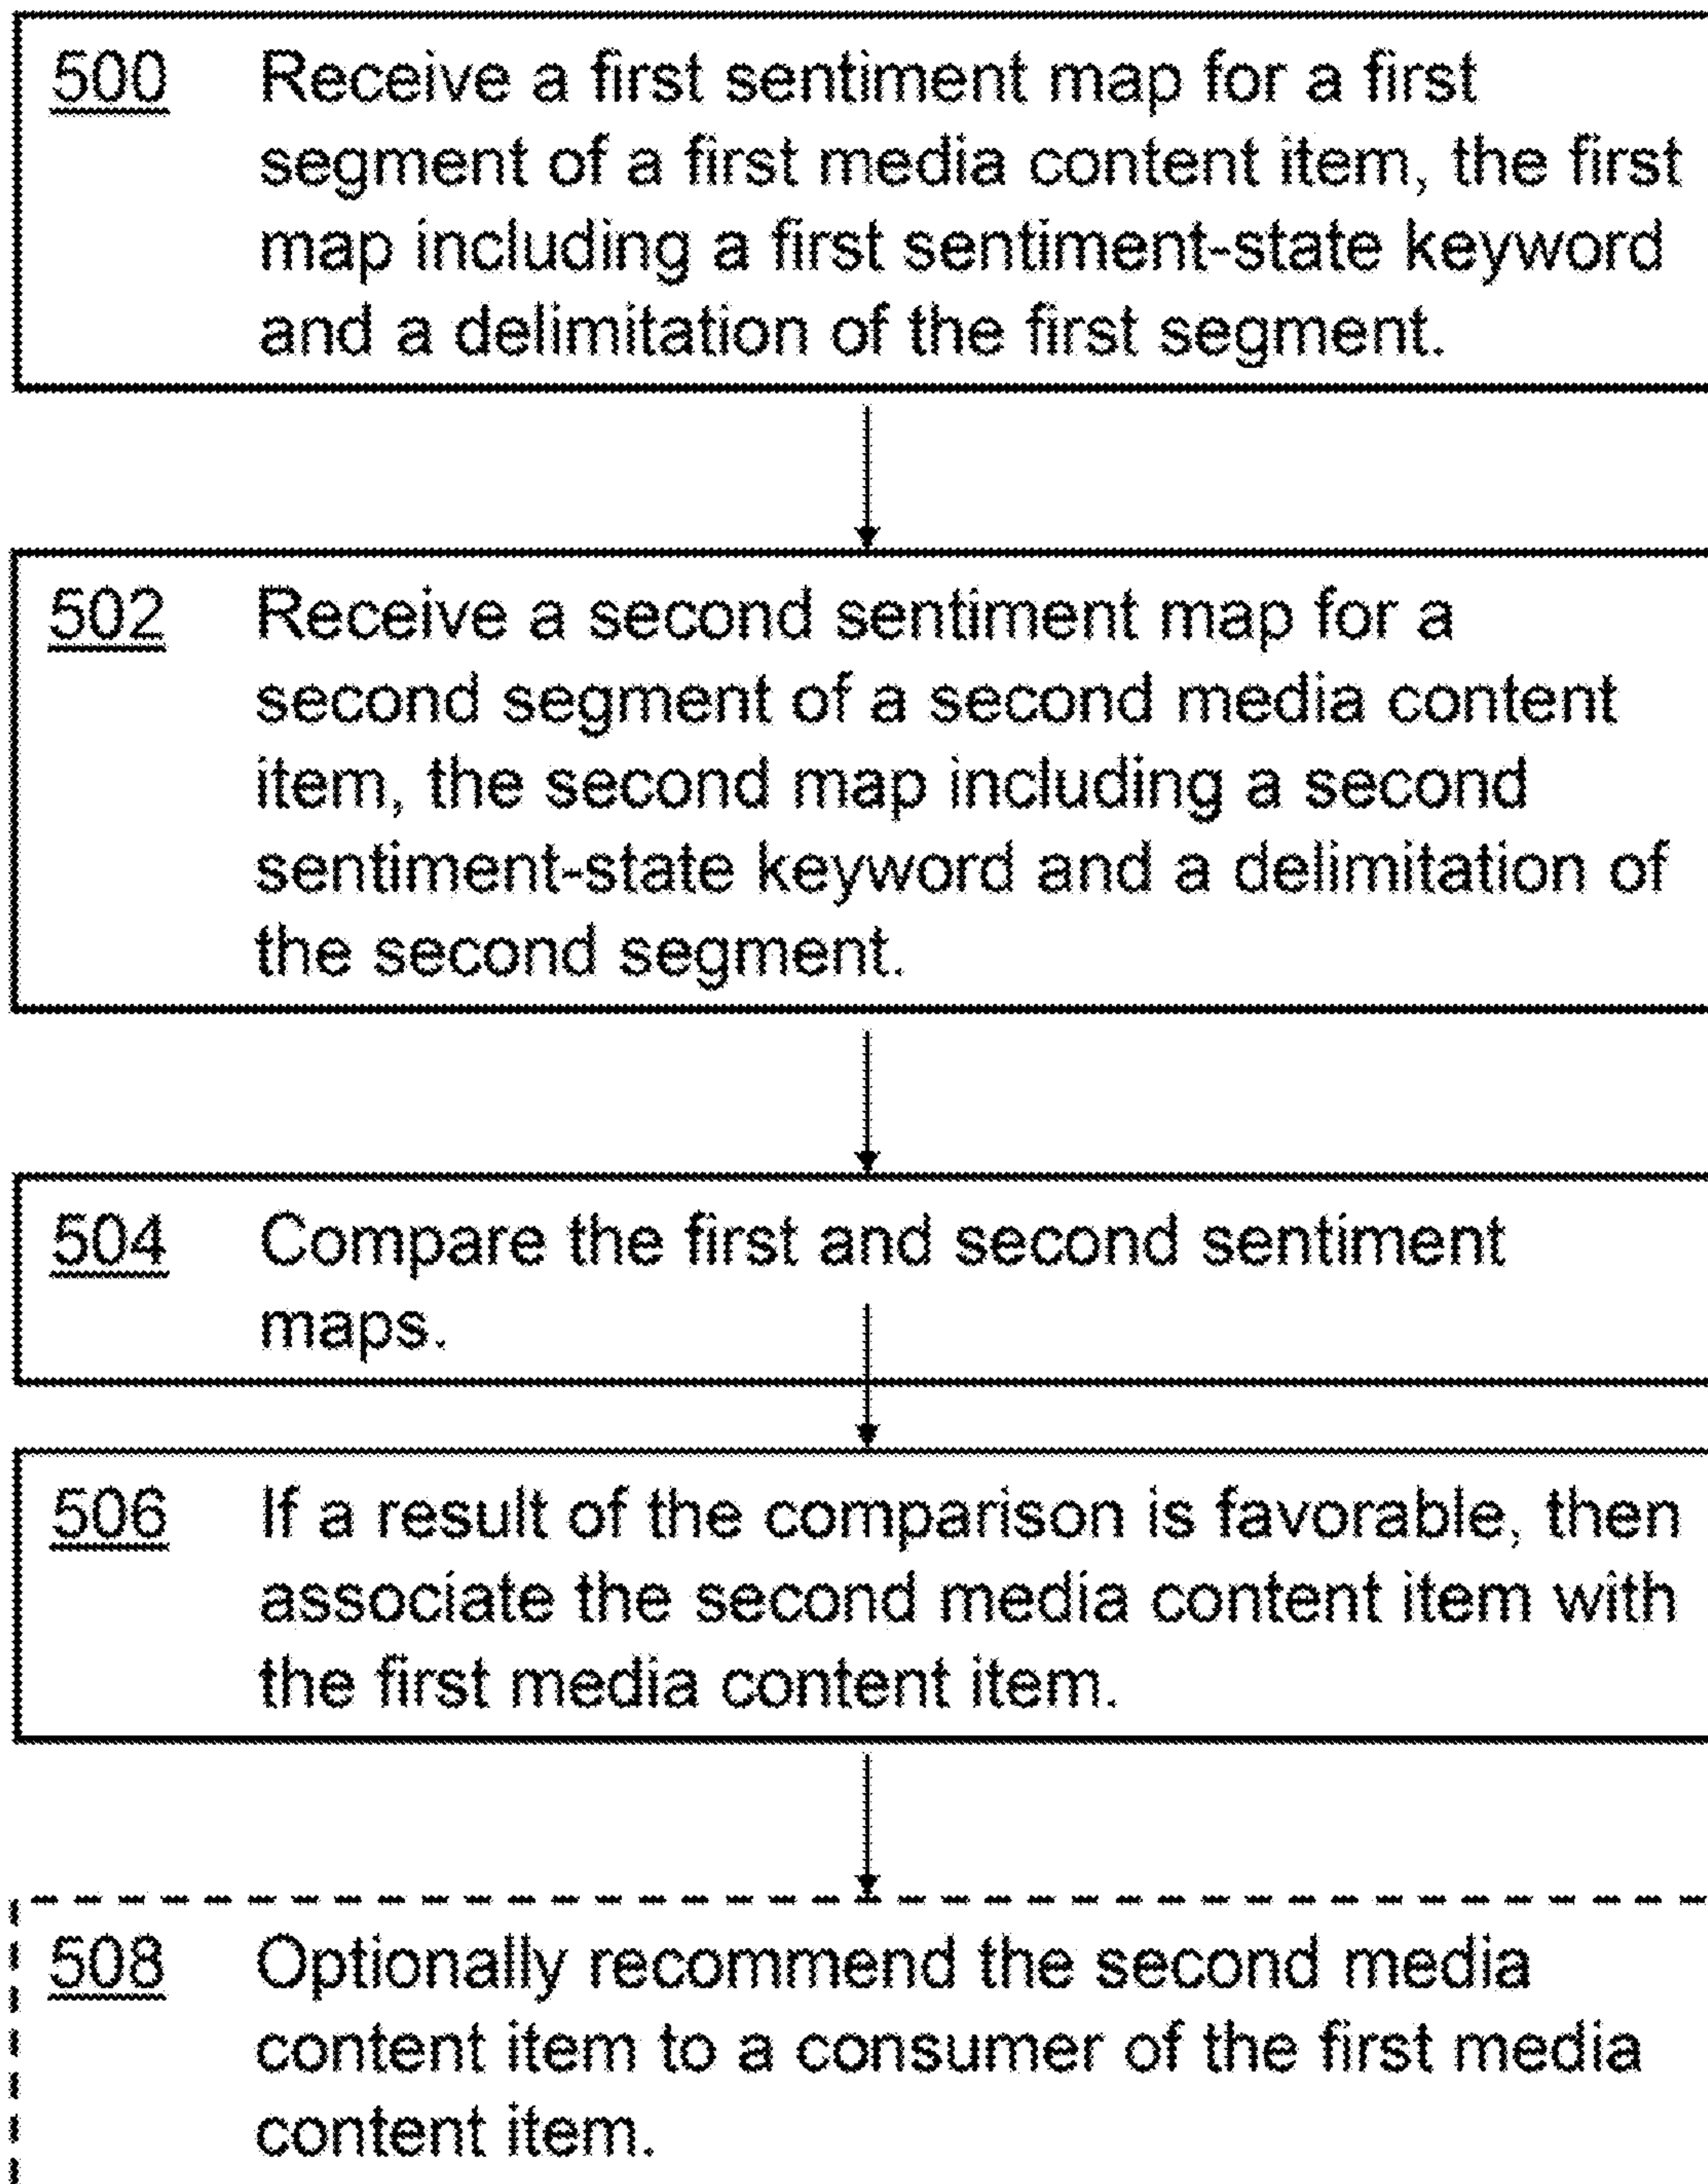 500 Receive a first sentiment map for a first
segment of a first media content item, the first
map including a first sentiment-state keyword
and a delimitation of the first segment.
502 Receive a second sentiment map for a
second segment of a second media content
item, the second map including a second
sentiment-state keyword and a delimitation of
the second segment.
504 Compare the first and second sentiment
maps.
506 If a result of the comparison is favorable, then
associate the second media content item with
the first media content item.
508 Optionally recommend the second media
content item to a consumer of the first media
content item.